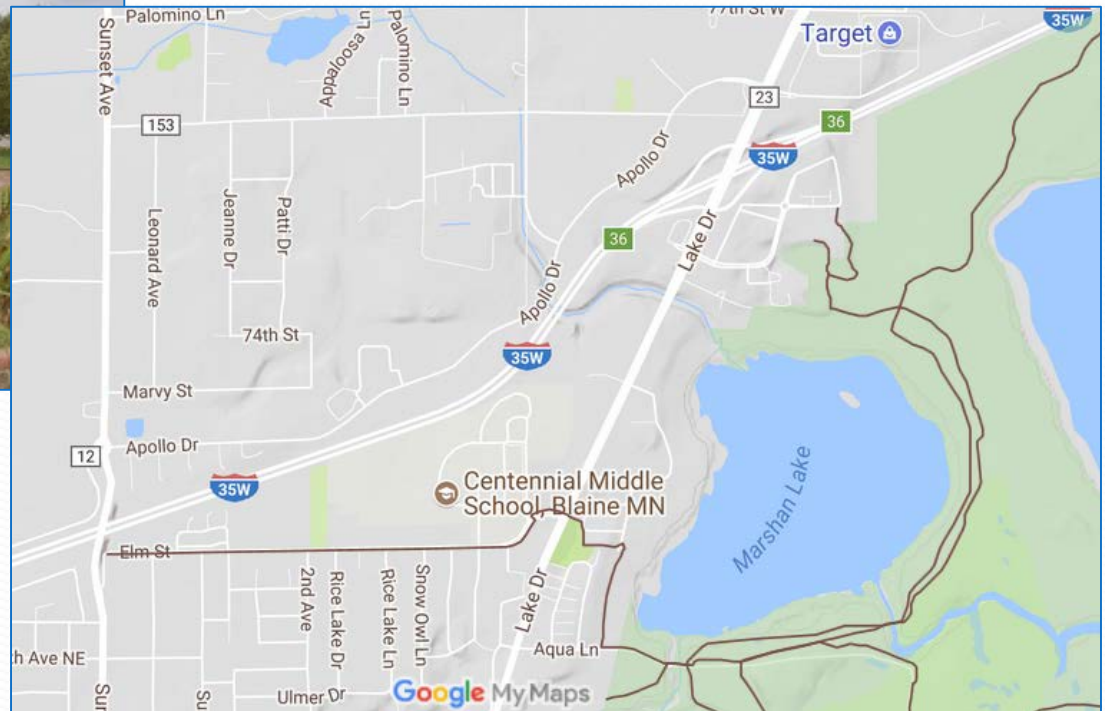 Palomino Ln
Sunset Ave
Appaloosa Ln
Palomino Ln
77th St W
Target
35W
23
153
36
35W
Apollo Dr
Leonard Ave
Jeanne Dr
Patti Dr
36
Lake Dr
Apollo Dr
74th St
35W
Marvy St
Apollo Dr
12
35W
Centennial Middle
School, Blaine MN
Marshan Lake
Elm St
2nd Ave
Rice Lake Dr
Rice Lake Ln
Snow Owl Ln
Lake Dr
Aqua Ln
h Ave NE
Sun
Su
Ulmer Dr
Google My Maps